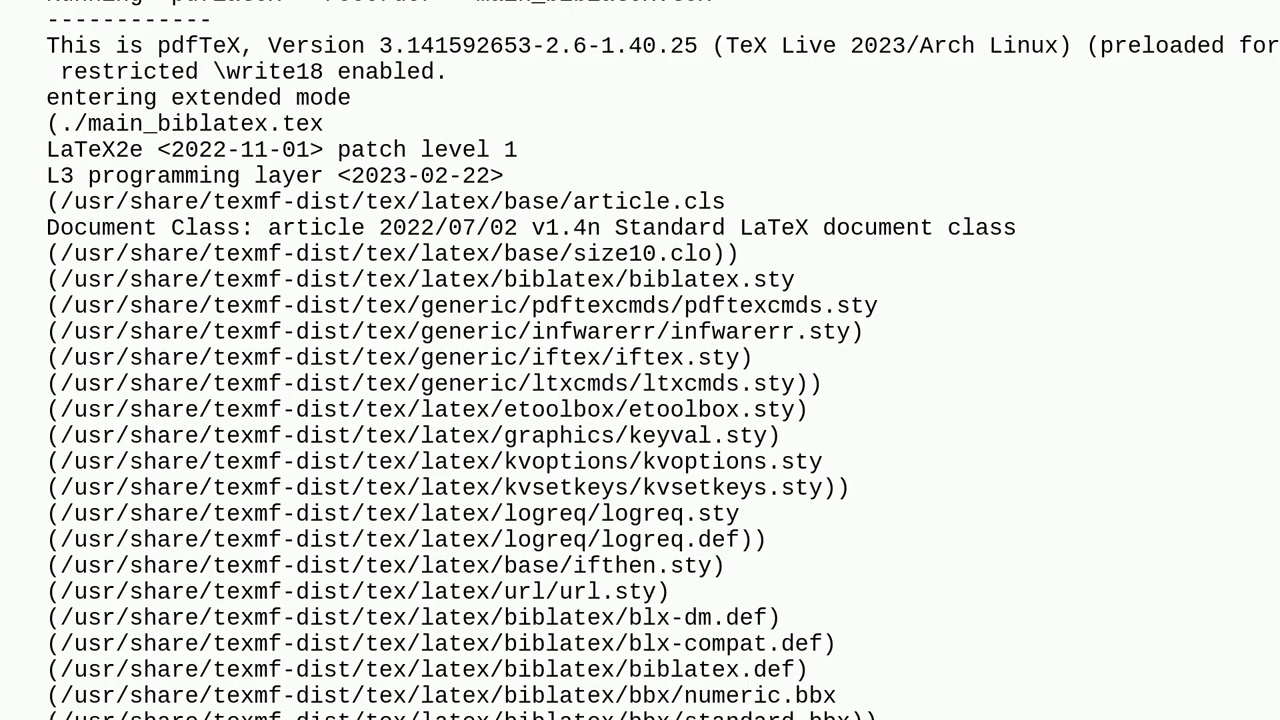 ------------
This is pdfTeX, Version 3.141592653-2.6-1.40.25 (TeX Live 2023/Arch Linux) (preloaded for
 restricted \write18 enabled.
entering extended mode
(./main_biblatex.tex
LaTeX2e <2022-11-01> patch level 1
L3 programming layer <2023-02-22>
(/usr/share/texmf-dist/tex/latex/base/article.cls
Document Class: article 2022/07/02 v1.4n Standard LaTeX document class
(/usr/share/texmf-dist/tex/latex/base/size10.clo))
(/usr/share/texmf-dist/tex/latex/biblatex/biblatex.sty
(/usr/share/texmf-dist/tex/generic/pdftexcmds/pdftexcmds.sty
(/usr/share/texmf-dist/tex/generic/infwarerr/infwarerr.sty)
(/usr/share/texmf-dist/tex/generic/iftex/iftex.sty)
(/usr/share/texmf-dist/tex/generic/ltxcmds/ltxcmds.sty))
(/usr/share/texmf-dist/tex/latex/etoolbox/etoolbox.sty)
(/usr/share/texmf-dist/tex/latex/graphics/keyval.sty)
(/usr/share/texmf-dist/tex/latex/kvoptions/kvoptions.sty
(/usr/share/texmf-dist/tex/latex/kvsetkeys/kvsetkeys.sty))
(/usr/share/texmf-dist/tex/latex/logreq/logreq.sty
(/usr/share/texmf-dist/tex/latex/logreq/logreq.def))
(/usr/share/texmf-dist/tex/latex/base/ifthen.sty)
(/usr/share/texmf-dist/tex/latex/url/url.sty)
(/usr/share/texmf-dist/tex/latex/biblatex/blx-dm.def)
(/usr/share/texmf-dist/tex/latex/biblatex/blx-compat.def)
(/usr/share/texmf-dist/tex/latex/biblatex/biblatex.def)
(/usr/share/texmf-dist/tex/latex/biblatex/bbx/numeric.bbx
(/usr/share/texmf-dist/tex/latex/biblatex/bbx/standard.bbx))